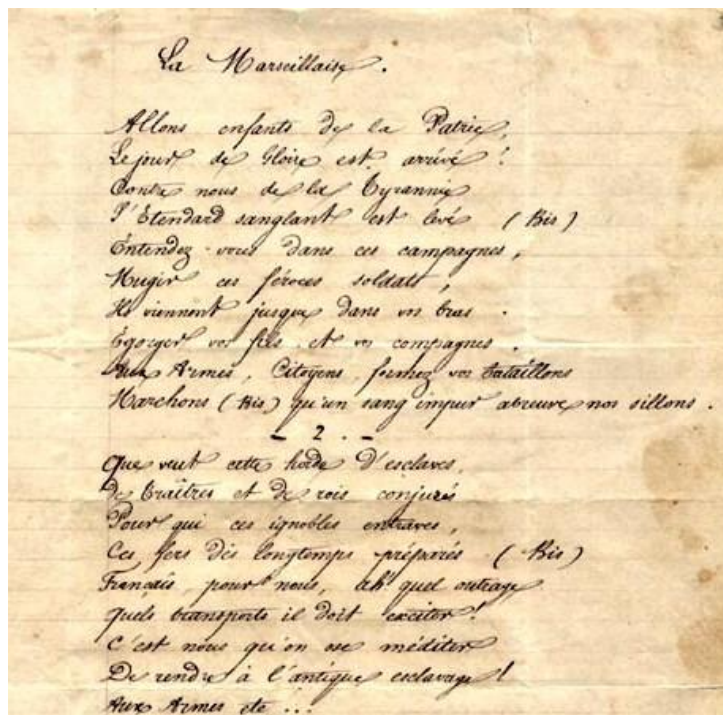 La Marseillaise.
Allons enfants de la Patrie,
Le jour de Gloire est arrivé !
Contre nous de la Tyrannie
L'Etendard sanglant est levé (Bis)
Entendez-vous dans ces campagnes,
Mugir ces féroces soldats,
Ils viennent jusque dans vos bras.
Egorger vos fils et vos compagnes.
Aux Armes, Citoyens, formez vos bataillons
Marchons (Bis) qu'un sang impur abreuve nos sillons.
- 2. -
Que veut cette horde d'esclaves,
de traîtres et de rois conjurés
Pour qui ces ignobles entraves,
Ces fers dès longtemps préparés (Bis)
Français, pour nous, ah quel outrage
quels transports il doit exciter !
C'est nous qu'on ose méditer
De rendre à l'antique esclavage !
Aux Armes etc ...